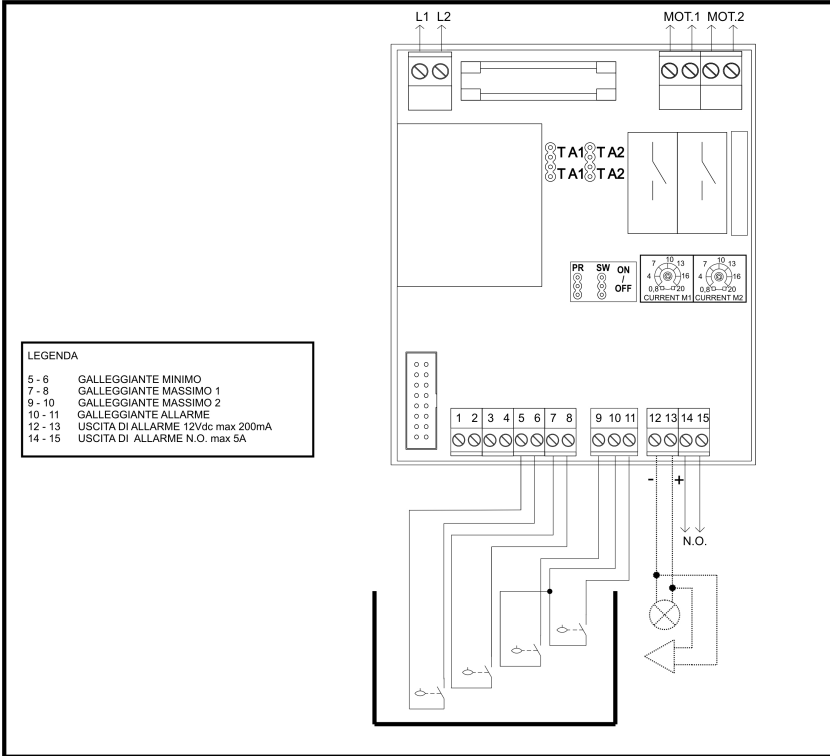 L1 L2 MOT.1 MOT.2
T A1 T A2
T A1 T A2
PR SW ON / OFF
4 7 10 13 16 0,8 20 CURRENT M1
4 7 10 13 16 0,8 20 CURRENT M2
LEGENDA
5 - 6 GALLEGGIANTE MINIMO
7 - 8 GALLEGGIANTE MASSIMO 1
9 - 10 GALLEGGIANTE MASSIMO 2
10 - 11 GALLEGGIANTE ALLARME
12 - 13 USCITA DI ALLARME 12Vdc max 200mA
14 - 15 USCITA DI ALLARME N.O. max 5A
1 2 3 4 5 6 7 8 9 10 11 12 13 14 15
- +
N.O.